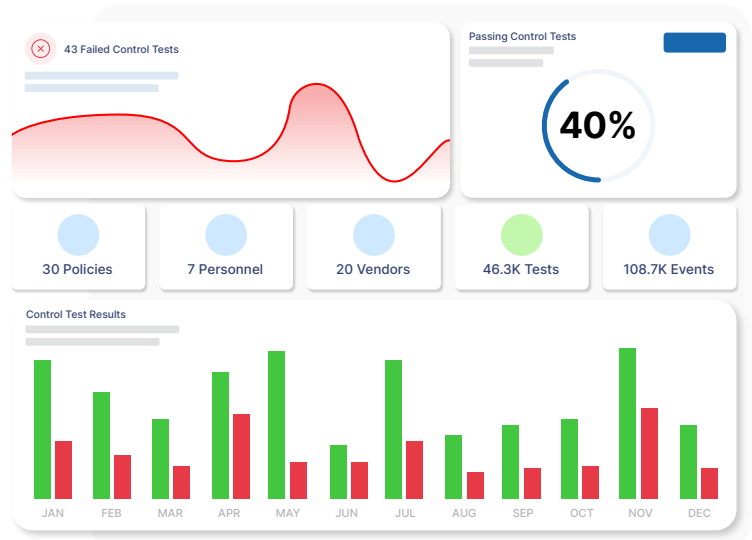 43 Failed Control Tests
Passing Control Tests
40%
30 Policies
7 Personnel
20 Vendors
46.3K Tests
108.7K Events
Control Test Results
JAN FEB MAR APR MAY JUN JUL AUG SEP OCT NOV DEC